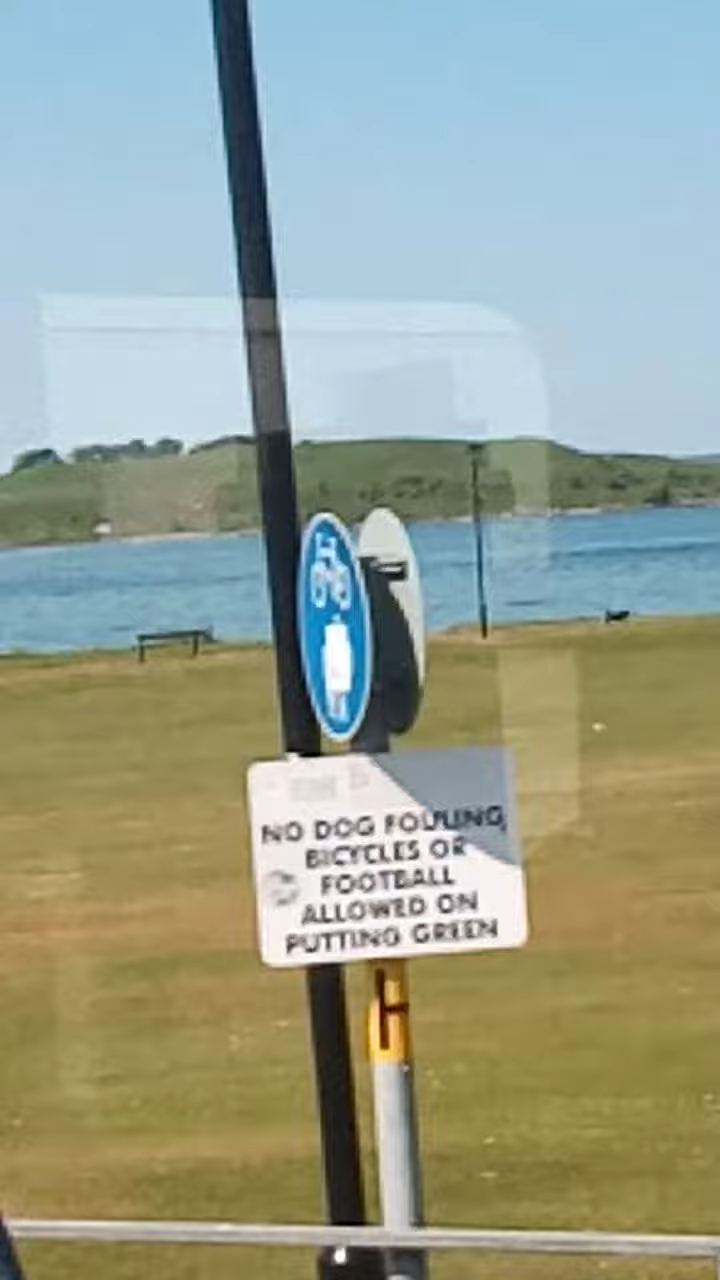 NO DOG FOULING,
BICYCLES OR
FOOTBALL
ALLOWED ON
PUTTING GREEN
H